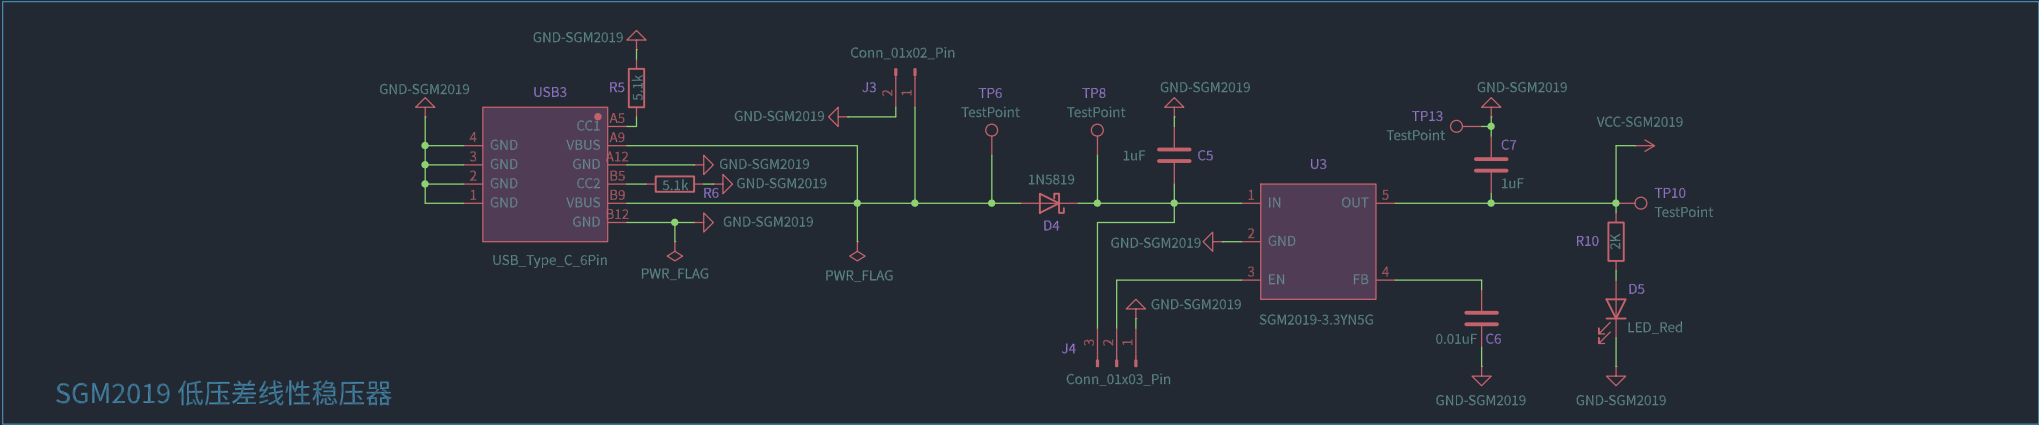 GND-SGM2019
GND-SGM2019
USB3
R5
5.1k
Conn_01x02_Pin
J3
2
1
GND-SGM2019
TP6
TestPoint
TP8
TestPoint
GND-SGM2019
1uF
C5
GND-SGM2019
TP13
TestPoint
C7
1uF
VCC-SGM2019
4
GND
3
GND
2
GND
1
GND
CC1
A5
VBUS
A9
GND
A12
GND-SGM2019
CC2
B5
5.1k
R6
GND-SGM2019
VBUS
B9
GND
B12
GND-SGM2019
USB_Type_C_6Pin
PWR_FLAG
PWR_FLAG
1N5819
D4
U3
1
IN
OUT
5
GND-SGM2019
2
GND
3
EN
FB
4
SGM2019-3.3YN5G
TP10
TestPoint
R10
2K
D5
LED_Red
GND-SGM2019
J4
3
2
1
Conn_01x03_Pin
0.01uF
C6
GND-SGM2019
GND-SGM2019
SGM2019 低压差线性稳压器